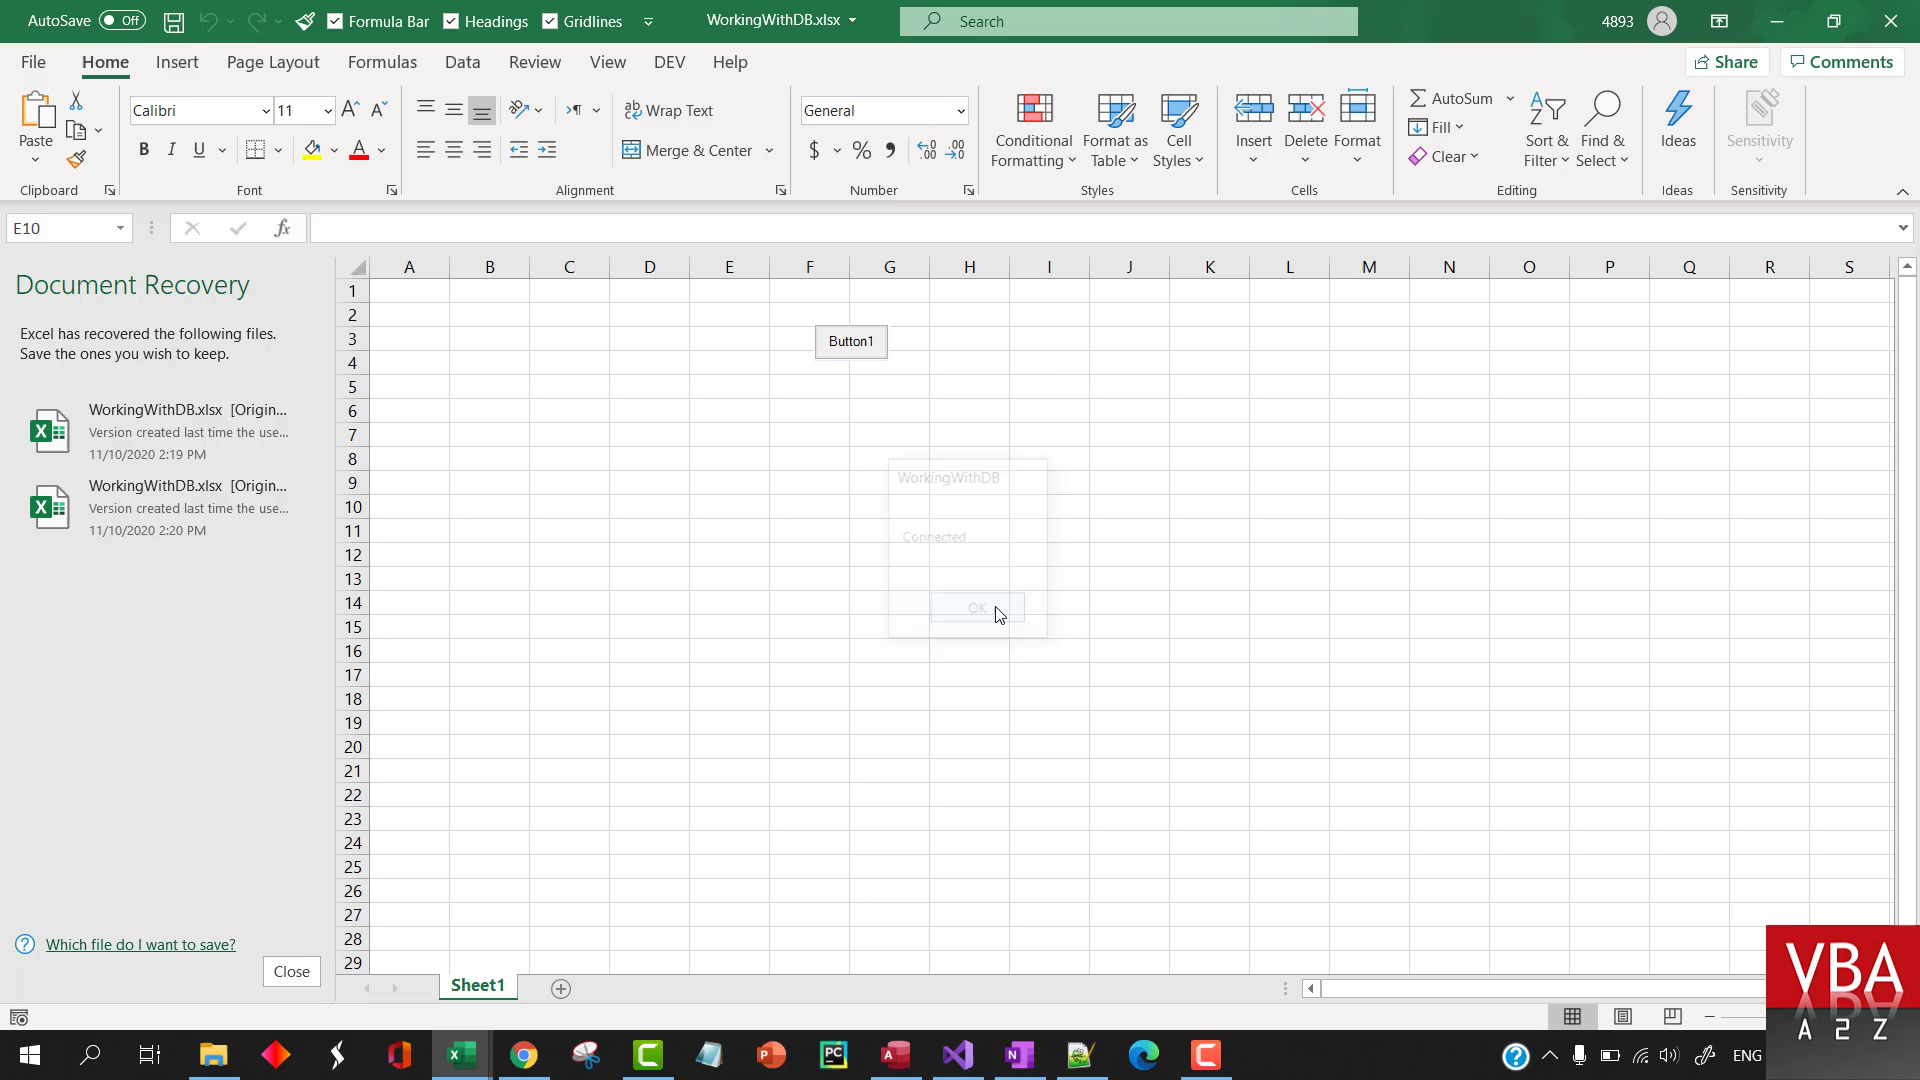 AutoSave Off Formula Bar Headings Gridlines WorkingWithDB.xlsx Search 4893
File Home Insert Page Layout Formulas Data Review View DEV Help Share Comments
Paste
Clipboard
Calibri 11
B I U A
Font
ab Wrap Text
Merge & Center
Alignment
General
$ % 9 .00 .00
Number
Conditional Formatting
Format as Table
Cell Styles
Styles
Insert Delete Format
Cells
AutoSum
Fill
Clear
Sort & Filter
Find & Select
Editing
Ideas
Ideas
Sensitivity
Sensitivity
E10 fx
Document Recovery
Excel has recovered the following files.
Save the ones you wish to keep.
WorkingWithDB.xlsx [Origin...
Version created last time the use...
11/10/2020 2:19 PM
WorkingWithDB.xlsx [Origin...
Version created last time the use...
11/10/2020 2:20 PM
Which file do I want to save?
Close
A B C D E F G H I J K L M N O P Q R S
1
2
3
4
5
6
7
8
9
10
11
12
13
14
15
16
17
18
19
20
21
22
23
24
25
26
27
28
29
Button1
WorkingWithDB
Connected
OK
Sheet1
VBA
A 2 Z
ENG